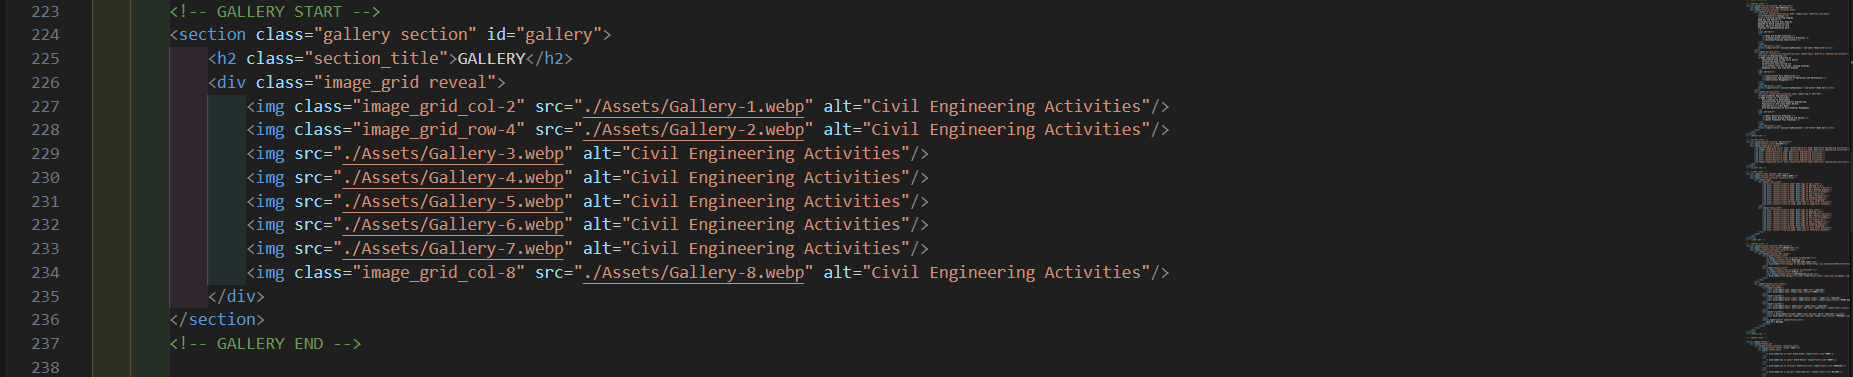 223 <!-- GALLERY START -->
224 <section class="gallery section" id="gallery">
225 <h2 class="section_title">GALLERY</h2>
226 <div class="image_grid reveal">
227 <img class="image_grid_col-2" src="./Assets/Gallery-1.webp" alt="Civil Engineering Activities"/>
228 <img class="image_grid_row-4" src="./Assets/Gallery-2.webp" alt="Civil Engineering Activities"/>
229 <img src="./Assets/Gallery-3.webp" alt="Civil Engineering Activities"/>
230 <img src="./Assets/Gallery-4.webp" alt="Civil Engineering Activities"/>
231 <img src="./Assets/Gallery-5.webp" alt="Civil Engineering Activities"/>
232 <img src="./Assets/Gallery-6.webp" alt="Civil Engineering Activities"/>
233 <img src="./Assets/Gallery-7.webp" alt="Civil Engineering Activities"/>
234 <img class="image_grid_col-8" src="./Assets/Gallery-8.webp" alt="Civil Engineering Activities"/>
235 </div>
236 </section>
237 <!-- GALLERY END -->
238